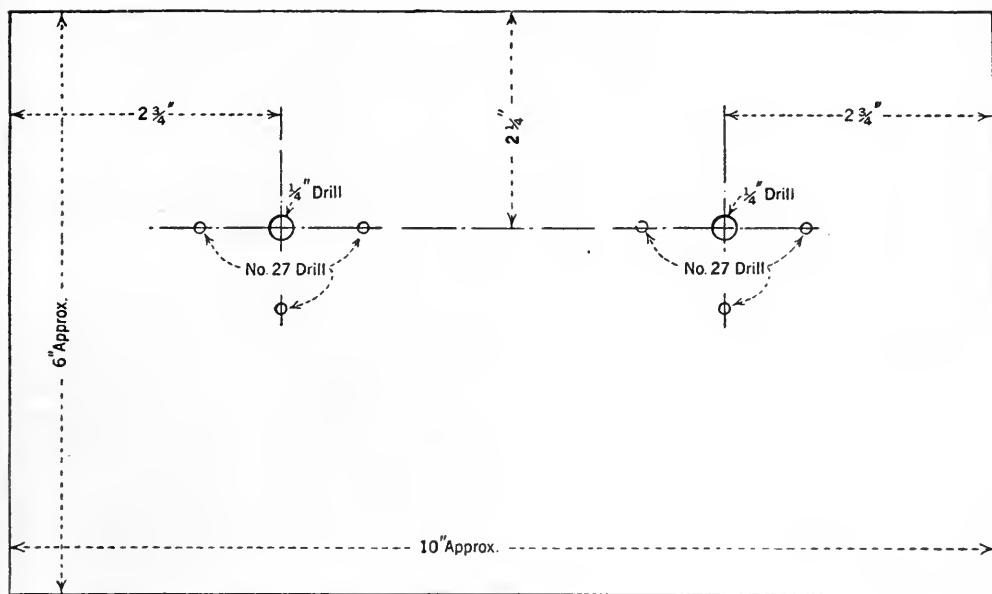 2 ¾"
2 ¼"
2 ¾"
¼" Drill
¼" Drill
No. 27 Drill
No. 27 Drill
6" Approx.
10" Approx.